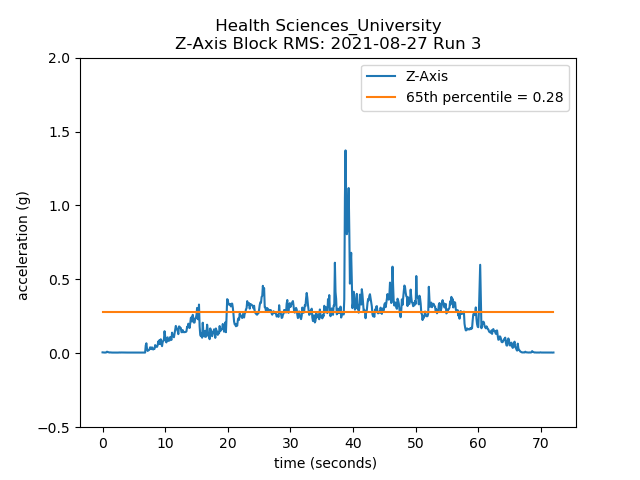 Health Sciences_University
Z-Axis Block RMS: 2021-08-27 Run 3
2.0
Z-Axis
65th percentile = 0.28
1.5
1.0
0.5
0.0
−0.5
acceleration (g)
0 10 20 30 40 50 60 70
time (seconds)